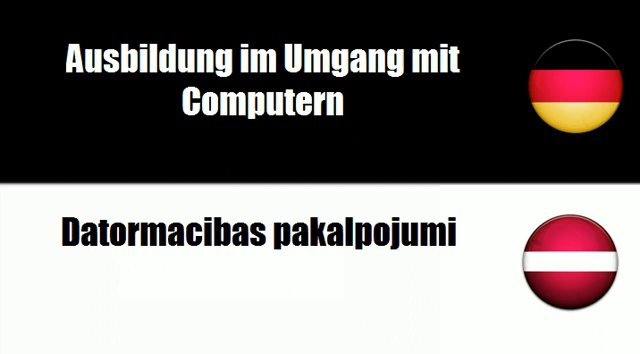 Ausbildung im Umgang mit
Computern
Datormacibas pakalpojumi